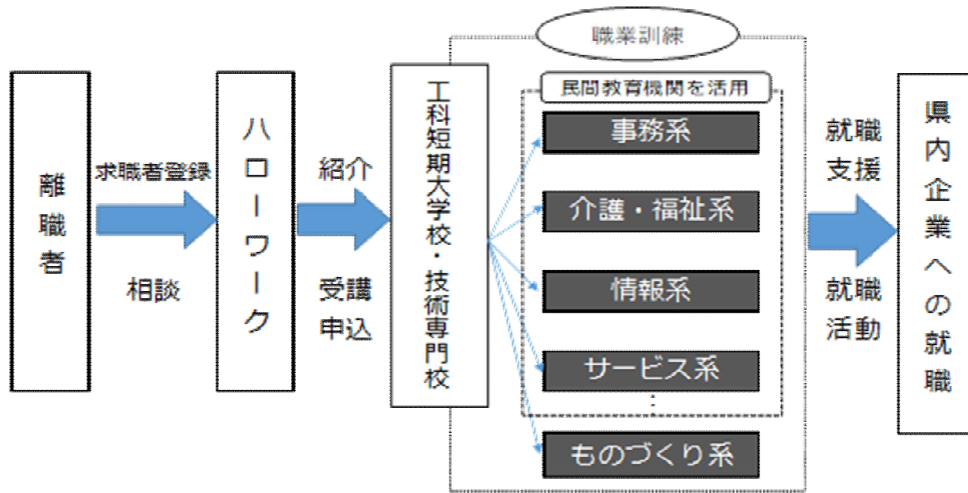 離職者
求職者登録
相談
ハローワーク
紹介
受講
申込
工科短期大学校・技術専門校
職業訓練
民間教育機関を活用
事務系
介護・福祉系
情報系
サービス系
⋮
ものづくり系
就職
支援
就職
活動
県内企業への就職